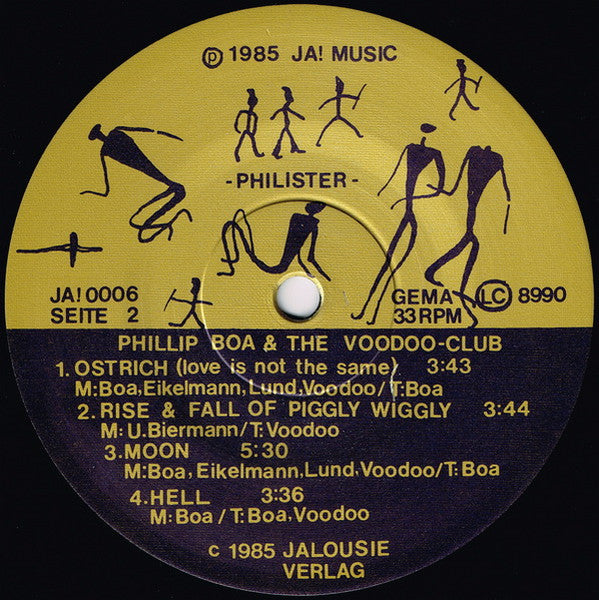 ℗ 1985 JA! MUSIC
-PHILISTER-
JA! 0006
SEITE 2
GEMA LC 8990
33RPM
PHILLIP BOA & THE VOODOO-CLUB
1. OSTRICH (love is not the same) 3:43
M: Boa, Eikelmann, Lund, Voodoo/T: Boa
2. RISE & FALL OF PIGGLY WIGGLY 3:44
M: U. Biermann/T: Voodoo
3. MOON 5:30
M: Boa, Eikelmann, Lund, Voodoo/T: Boa
4. HELL 3:36
M: Boa / T: Boa, Voodoo
c 1985 JALOUSIE
VERLAG